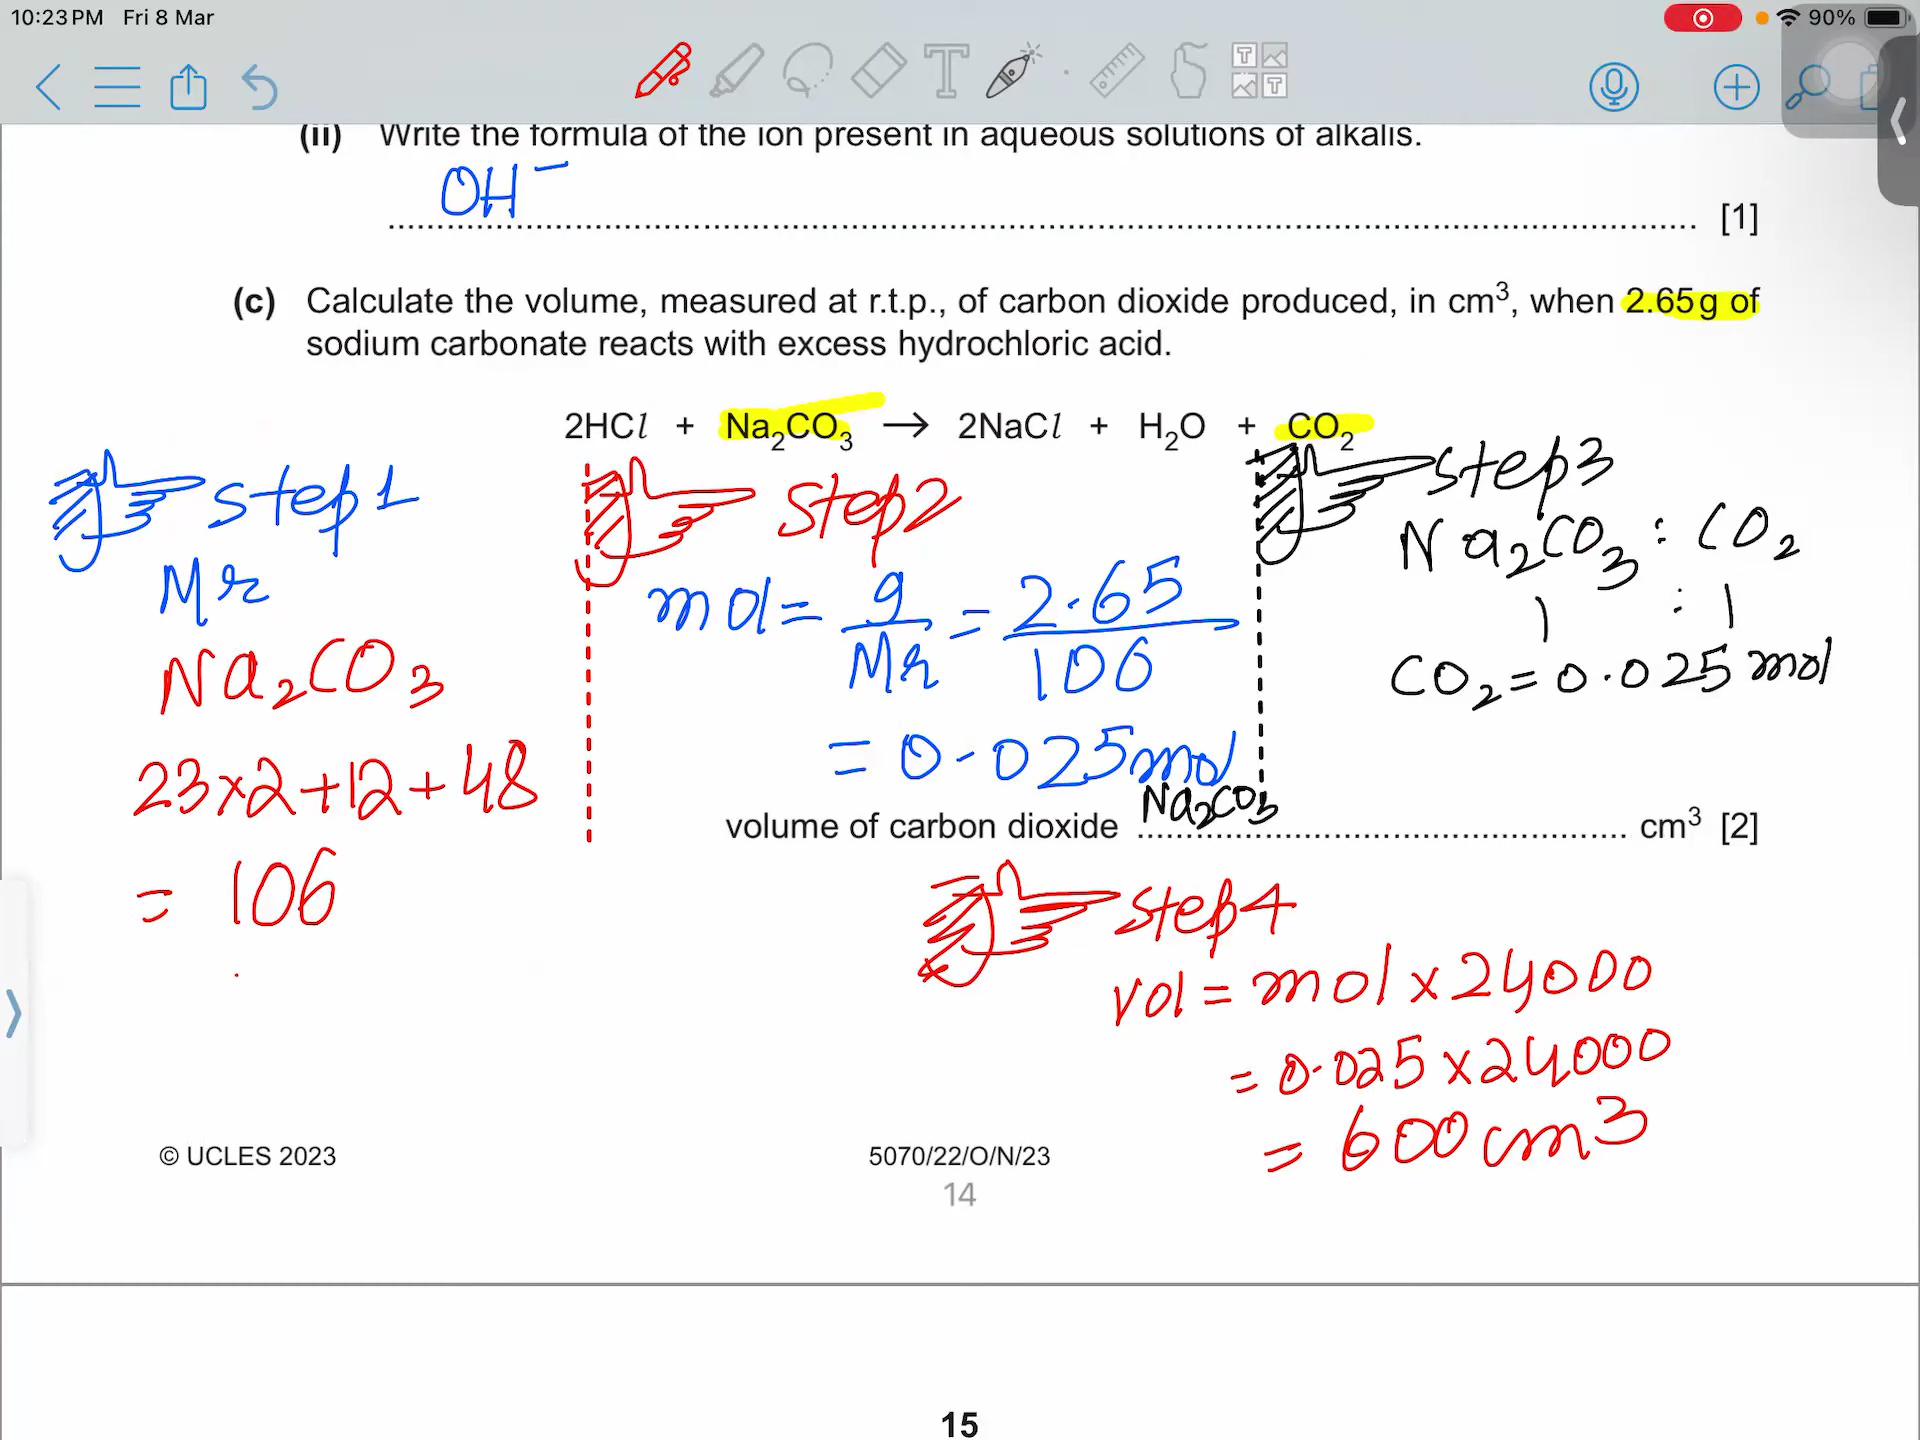 10:23 PM Fri 8 Mar
90%
(ii) Write the formula of the ion present in aqueous solutions of alkalis.
OH⁻
[1]
(c) Calculate the volume, measured at r.t.p., of carbon dioxide produced, in cm³, when 2.65 g of
sodium carbonate reacts with excess hydrochloric acid.
2HCl + Na₂CO₃ → 2NaCl + H₂O + CO₂
Step 1
Mr
Na₂CO₃
23×2+12+48
= 106
Step 2
mol = g/Mr = 2.65/106
= 0.025 mol
Na₂CO₃
Step 3
Na₂CO₃ : CO₂
1 : 1
CO₂ = 0.025 mol
volume of carbon dioxide ........ cm³ [2]
Step 4
Vol = mol × 24000
= 0.025 × 24000
= 600 cm3
© UCLES 2023
5070/22/O/N/23
14
15